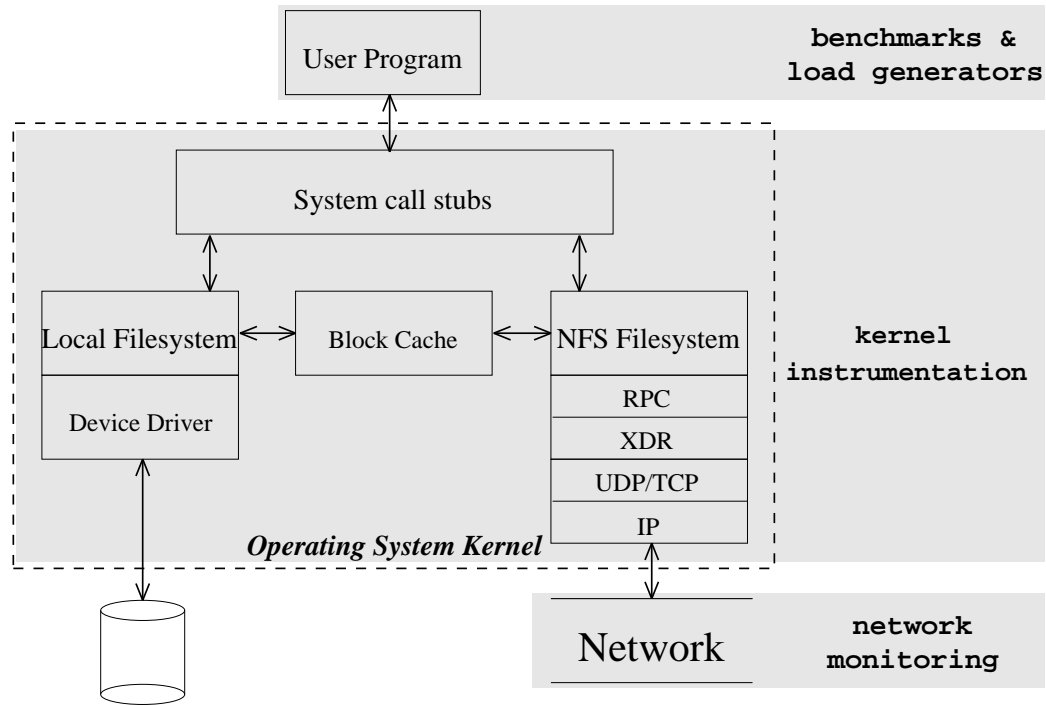 User Program
benchmarks &
load generators
System call stubs
Local Filesystem
Block Cache
NFS Filesystem
Device Driver
RPC
XDR
UDP/TCP
IP
kernel
instrumentation
Operating System Kernel
Network
network
monitoring